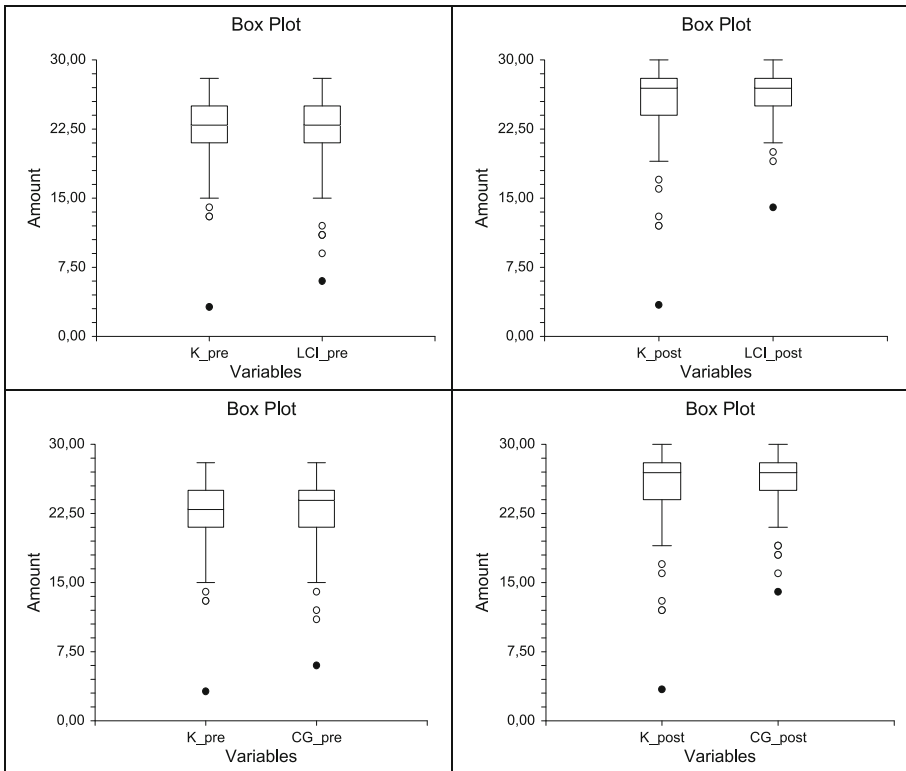 Box Plot
30,00
22,50
15,00
7,50
0,00
Amount
K_pre LCI_pre
Variables
Box Plot
30,00
22,50
15,00
7,50
0,00
Amount
K_post LCI_post
Variables
Box Plot
30,00
22,50
15,00
7,50
0,00
Amount
K_pre CG_pre
Variables
Box Plot
30,00
22,50
15,00
7,50
0,00
Amount
K_post CG_post
Variables